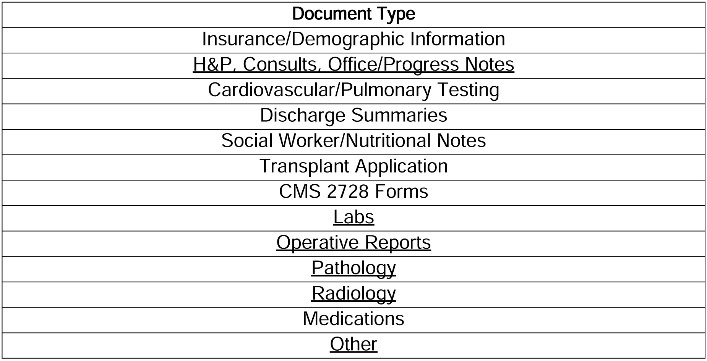 Document Type
Insurance/Demographic Information
H&P, Consults, Office/Progress Notes
Cardiovascular/Pulmonary Testing
Discharge Summaries
Social Worker/Nutritional Notes
Transplant Application
CMS 2728 Forms
Labs
Operative Reports
Pathology
Radiology
Medications
Other